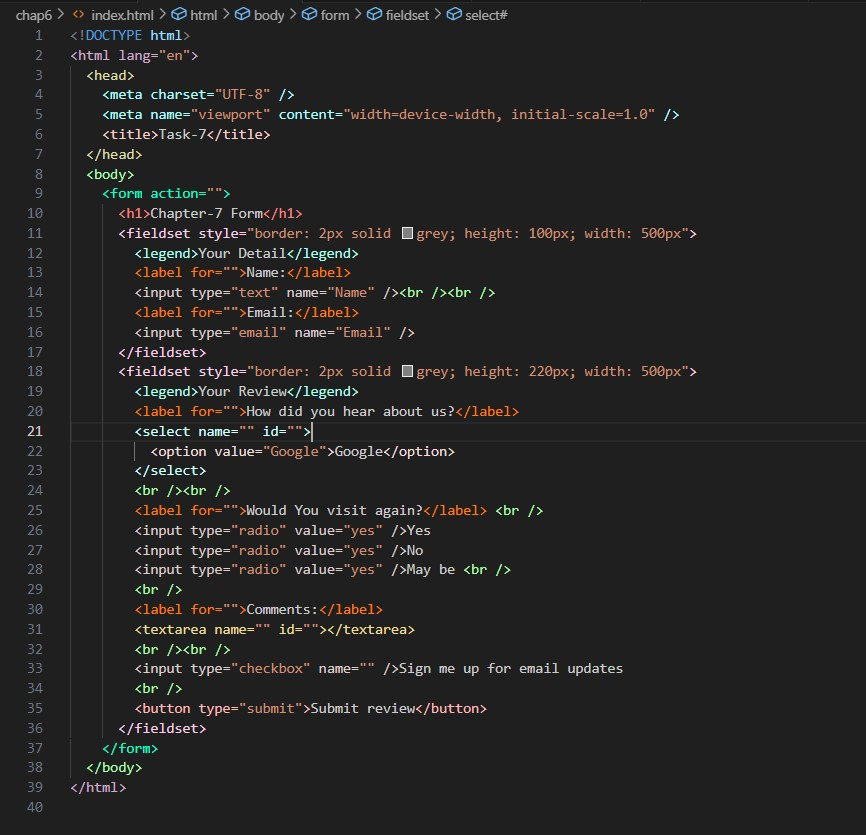 chap6 > <> index.html > html > body > form > fieldset > select#
1 <!DOCTYPE html>
2 <html lang="en">
3 <head>
4 <meta charset="UTF-8" />
5 <meta name="viewport" content="width=device-width, initial-scale=1.0" />
6 <title>Task-7</title>
7 </head>
8 <body>
9 <form action="">
10 <h1>Chapter-7 Form</h1>
11 <fieldset style="border: 2px solid grey; height: 100px; width: 500px">
12 <legend>Your Detail</legend>
13 <label for="">Name:</label>
14 <input type="text" name="Name" /><br /><br />
15 <label for="">Email:</label>
16 <input type="email" name="Email" />
17 </fieldset>
18 <fieldset style="border: 2px solid grey; height: 220px; width: 500px">
19 <legend>Your Review</legend>
20 <label for="">How did you hear about us?</label>
21 <select name="" id="">
22 <option value="Google">Google</option>
23 </select>
24 <br /><br />
25 <label for="">Would You visit again?</label> <br />
26 <input type="radio" value="yes" />Yes
27 <input type="radio" value="yes" />No
28 <input type="radio" value="yes" />May be <br />
29 <br />
30 <label for="">Comments:</label>
31 <textarea name="" id=""></textarea>
32 <br /><br />
33 <input type="checkbox" name="" />Sign me up for email updates
34 <br />
35 <button type="submit">Submit review</button>
36 </fieldset>
37 </form>
38 </body>
39 </html>
40